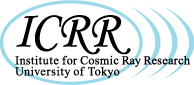 ICRR
Institute for Cosmic Ray Research
University of Tokyo